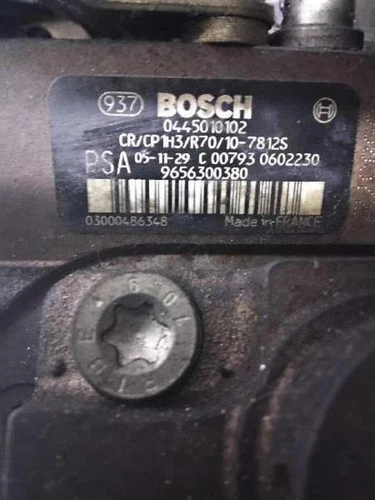 937 BOSCH
0445010102
CR/CP1H3/R70/10-7812S
PSA 05-11-29 C 00793 0602230
9656300380
03000486348 Made in FRANCE